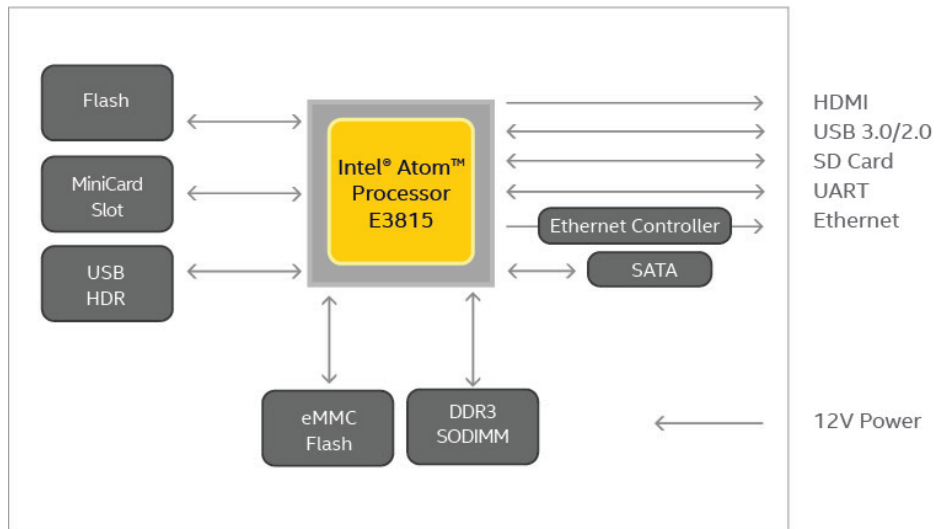 Flash
MiniCard
Slot
USB
HDR
Intel® Atom™
Processor
E3815
HDMI
USB 3.0/2.0
SD Card
UART
Ethernet Controller
Ethernet
SATA
eMMC
Flash
DDR3
SODIMM
12V Power